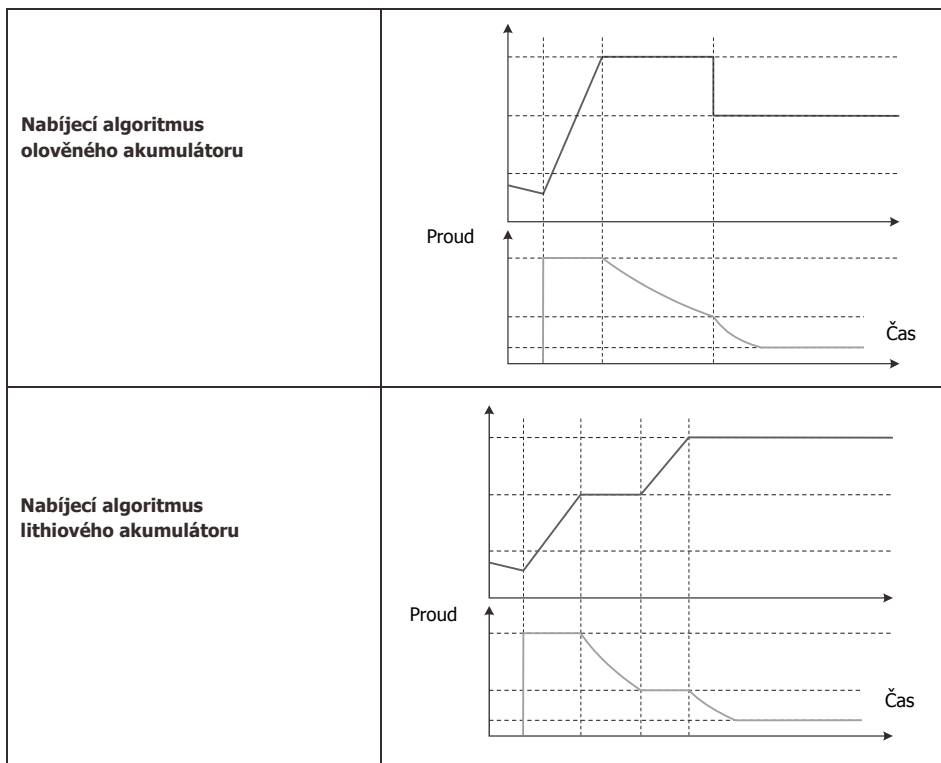 Nabíjecí algoritmus
olověného akumulátoru
Proud
Čas
Nabíjecí algoritmus
lithiového akumulátoru
Proud
Čas